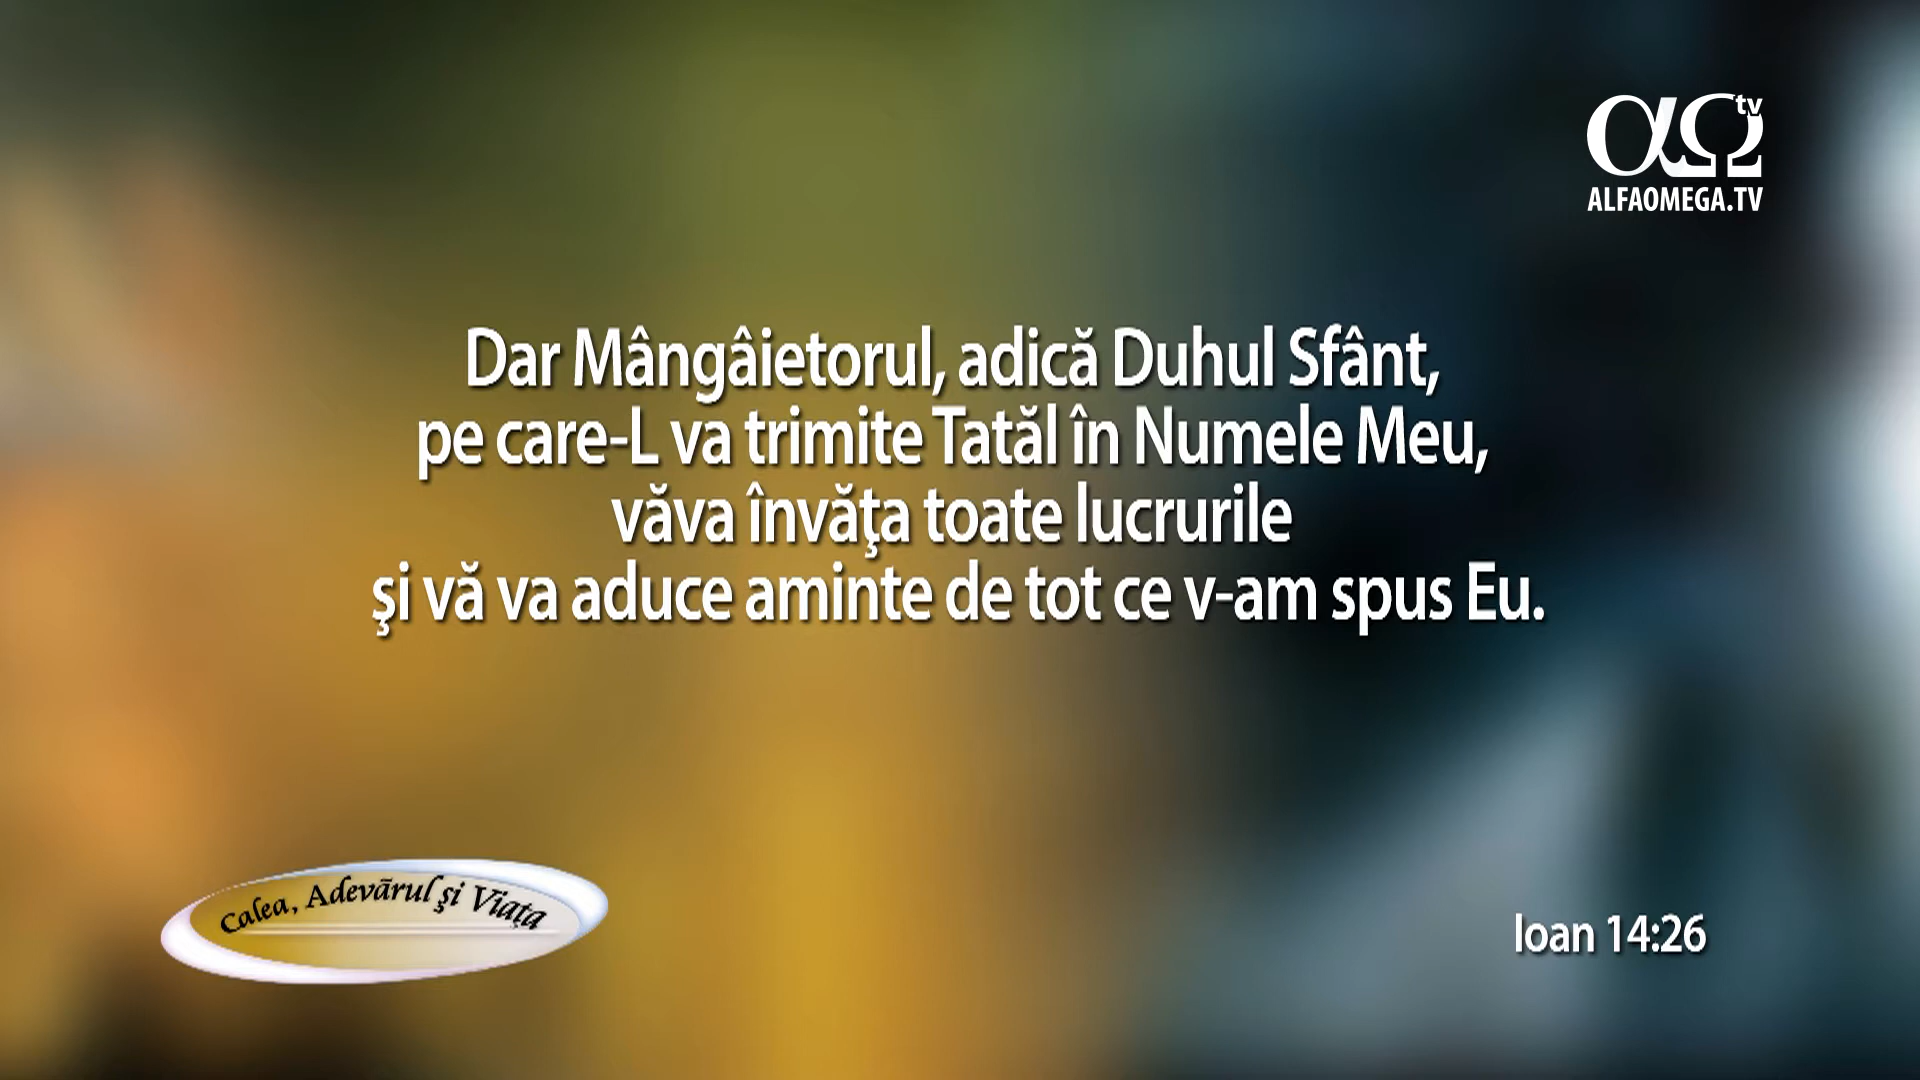 tv
ALFAOMEGA.TV
Dar Mângâietorul, adică Duhul Sfânt,
pe care-L va trimite Tatăl în Numele Meu,
văva învăţa toate lucrurile
şi vă va aduce aminte de tot ce v-am spus Eu.
Calea, Adevărul şi Viaţa
Ioan 14:26